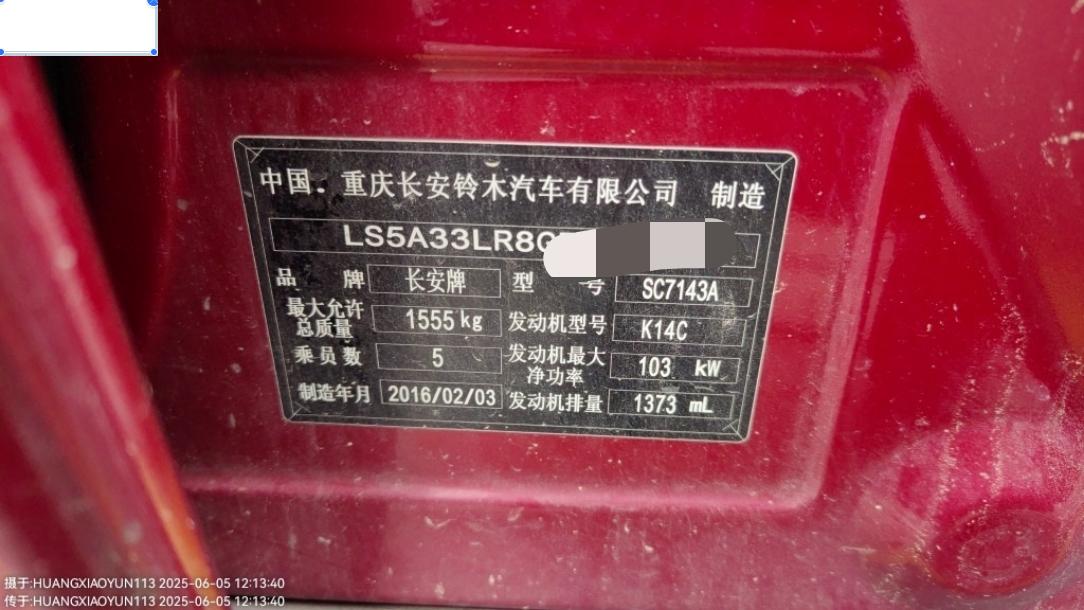 中国. 重庆长安铃木汽车有限公司 制造
LS5A33LR8G
品 牌 长安牌 型 号 SC7143A
最大允许总质量 1555 kg 发动机型号 K14C
乘员数 5 发动机最大净功率 103 kW
制造年月 2016/02/03 发动机排量 1373 mL
摄于:HUANGXIAOYUN113 2025-06-05 12:13:40
传于:HUANGXIAOYUN113 2025-06-05 12:13:40